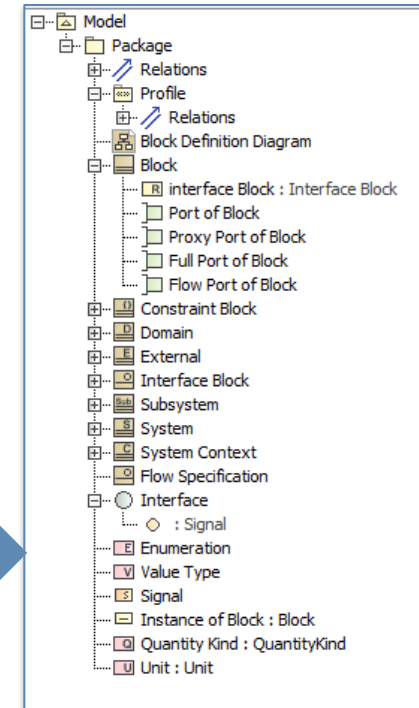 Model
Package
Relations
Profile
Relations
Block Definition Diagram
Block
R interface Block : Interface Block
Port of Block
Proxy Port of Block
Full Port of Block
Flow Port of Block
Constraint Block
D Domain
E External
Interface Block
Sub Subsystem
S System
C System Context
Flow Specification
Interface
: Signal
E Enumeration
V Value Type
S Signal
Instance of Block : Block
Q Quantity Kind : QuantityKind
U Unit : Unit